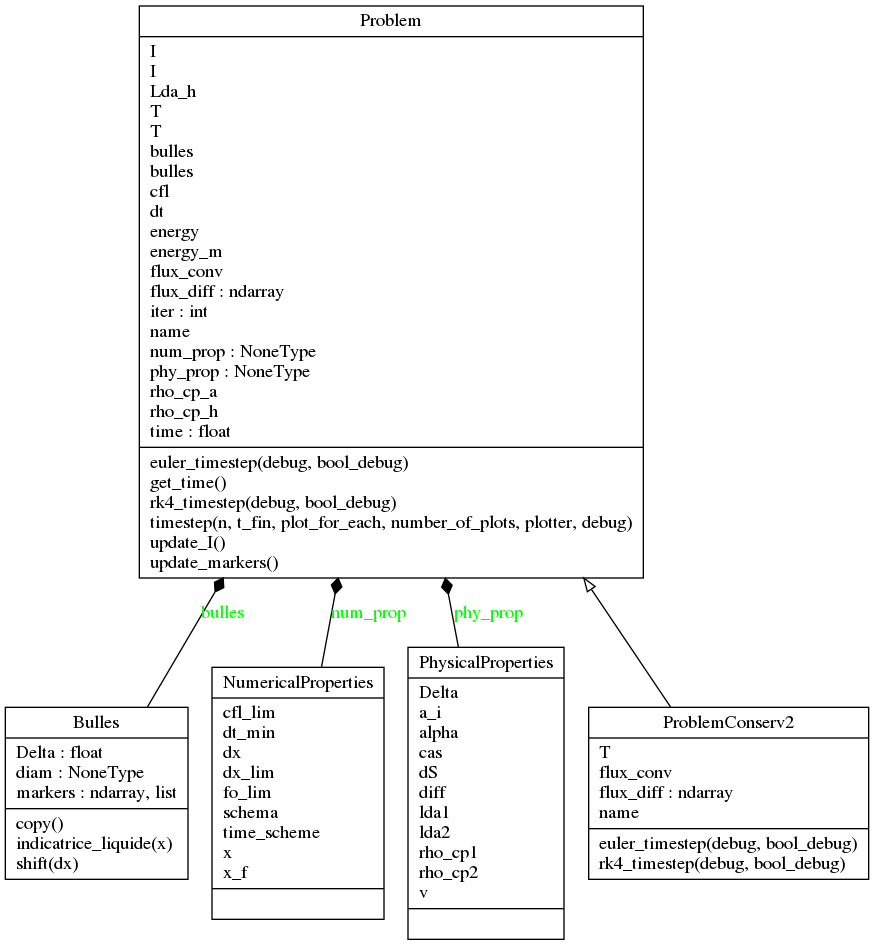 Problem
I
I
Lda_h
T
T
bulles
bulles
cfl
dt
energy
energy_m
flux_conv
flux_diff : ndarray
iter : int
name
num_prop : NoneType
phy_prop : NoneType
rho_cp_a
rho_cp_h
time : float
euler_timestep(debug, bool_debug)
get_time()
rk4_timestep(debug, bool_debug)
timestep(n, t_fin, plot_for_each, number_of_plots, plotter, debug)
update_I()
update_markers()
bulles
num_prop
phy_prop
Bulles
Delta : float
diam : NoneType
markers : ndarray, list
copy()
indicatrice_liquide(x)
shift(dx)
NumericalProperties
cfl_lim
dt_min
dx
dx_lim
fo_lim
schema
time_scheme
x
x_f
PhysicalProperties
Delta
a_i
alpha
cas
dS
diff
lda1
lda2
rho_cp1
rho_cp2
v
ProblemConserv2
T
flux_conv
flux_diff : ndarray
name
euler_timestep(debug, bool_debug)
rk4_timestep(debug, bool_debug)